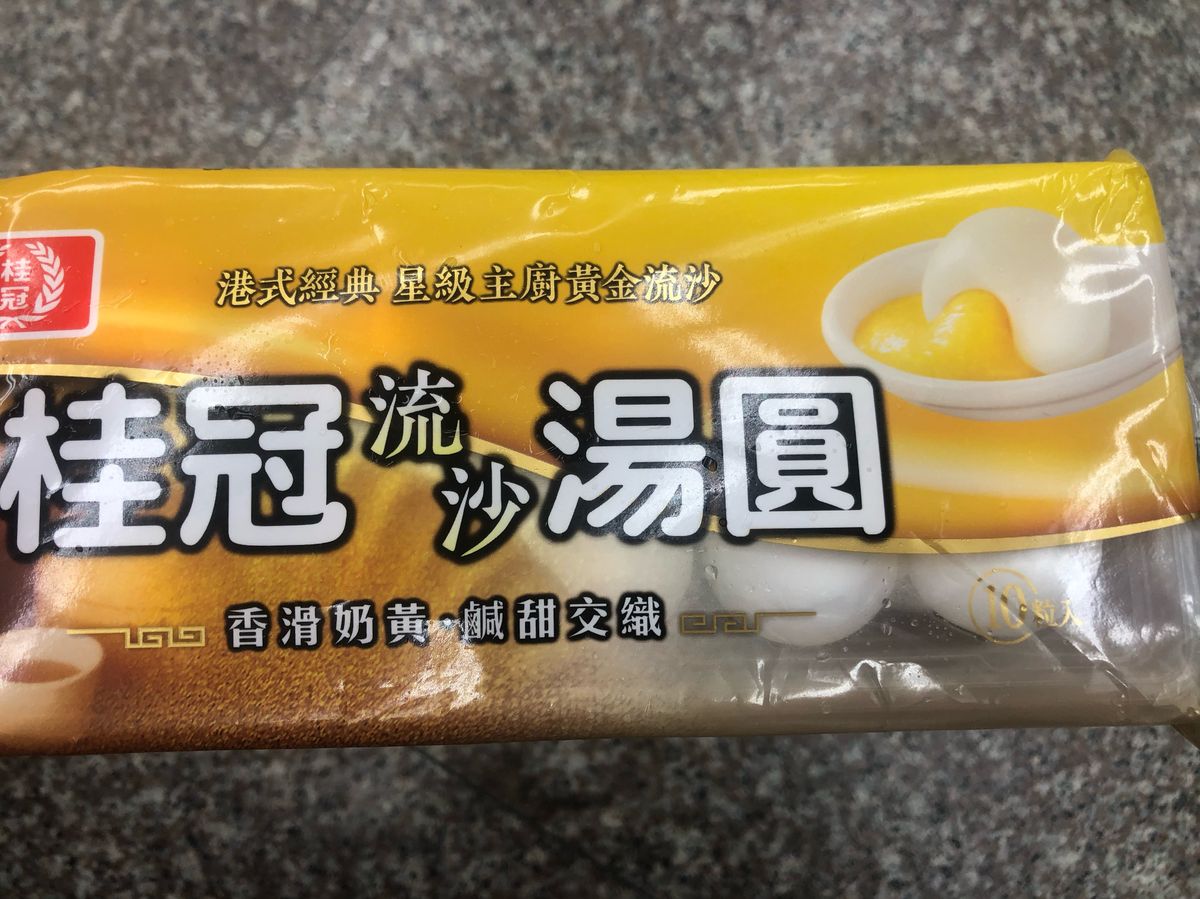 桂冠
港式經典 星級主廚黃金流沙
桂冠流沙湯圓
香滑奶黃·鹹甜交織
10粒入